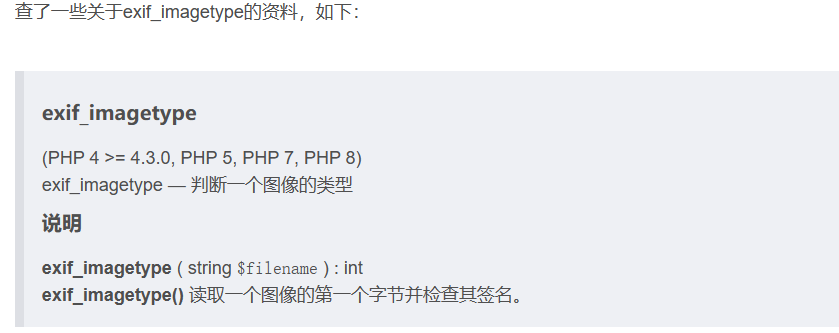 查了一些关于exif_imagetype的资料，如下：
exif_imagetype
(PHP 4 >= 4.3.0, PHP 5, PHP 7, PHP 8)
exif_imagetype — 判断一个图像的类型
说明
exif_imagetype ( string $filename ) : int
exif_imagetype() 读取一个图像的第一个字节并检查其签名。